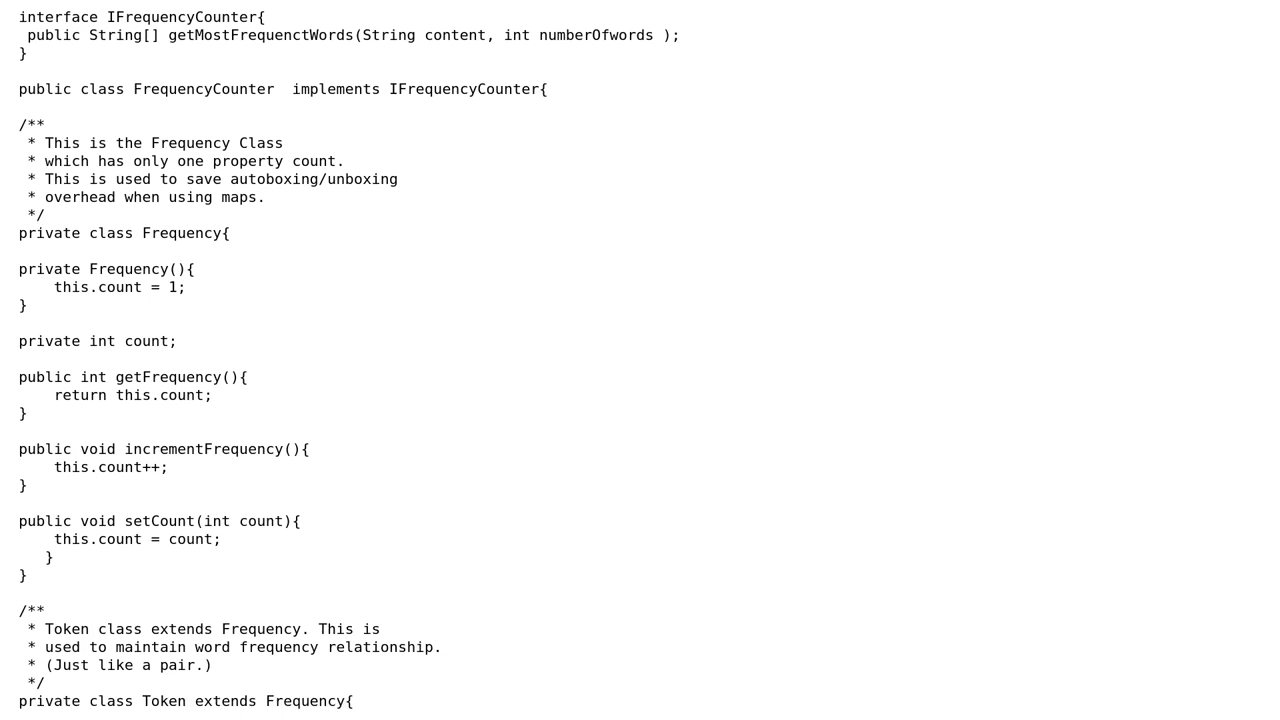 interface IFrequencyCounter{
 public String[] getMostFrequenctWords(String content, int numberOfwords );
}

public class FrequencyCounter  implements IFrequencyCounter{

/**
 * This is the Frequency Class
 * which has only one property count.
 * This is used to save autoboxing/unboxing
 * overhead when using maps.
 */
private class Frequency{

private Frequency(){
    this.count = 1;
}

private int count;

public int getFrequency(){
    return this.count;
}

public void incrementFrequency(){
    this.count++;
}

public void setCount(int count){
    this.count = count;
   }
}

/**
 * Token class extends Frequency. This is
 * used to maintain word frequency relationship.
 * (Just like a pair.)
 */
private class Token extends Frequency{